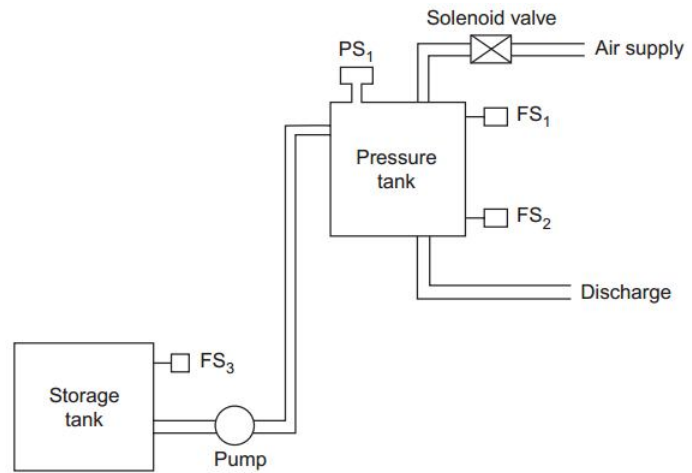 Solenoid valve
PS₁
Air supply
FS₁
Pressure
tank
FS₂
Discharge
FS₃
Storage
tank
Pump